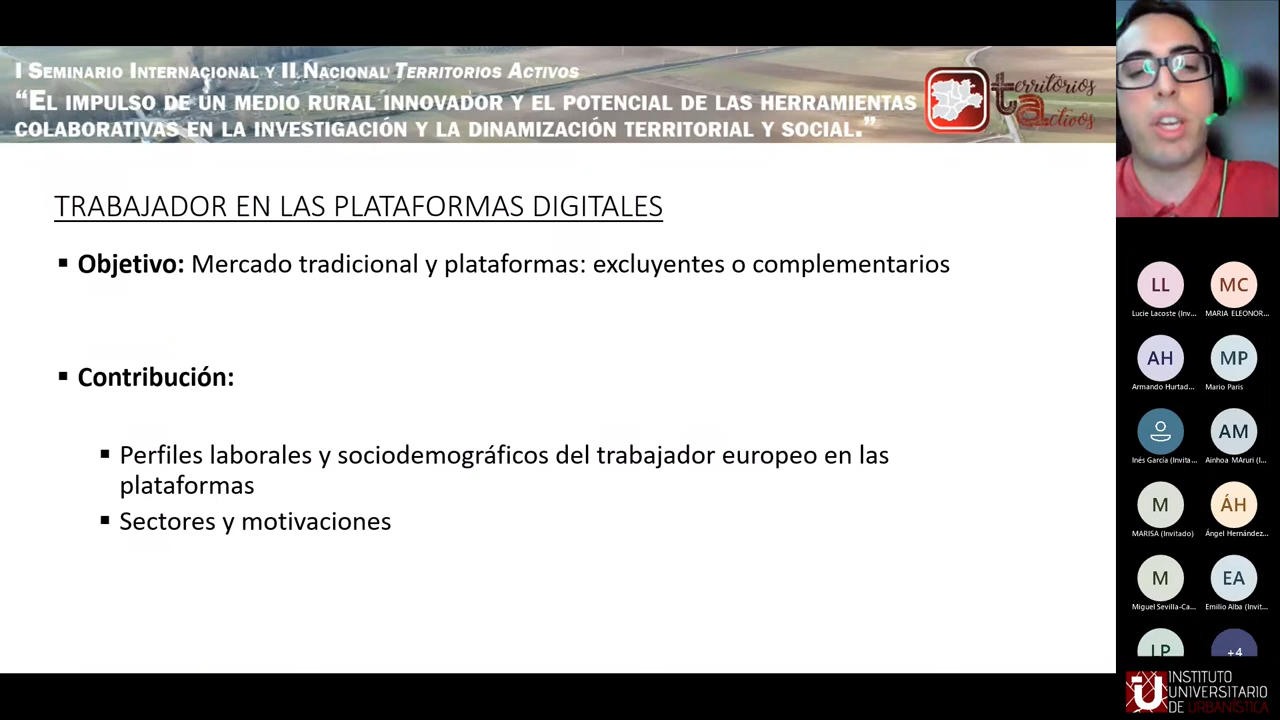 I SEMINARIO INTERNACIONAL Y II NACIONAL TERRITORIOS ACTIVOS
“EL IMPULSO DE UN MEDIO RURAL INNOVADOR Y EL POTENCIAL DE LAS HERRAMIENTAS
COLABORATIVAS EN LA INVESTIGACIÓN Y LA DINAMIZACIÓN TERRITORIAL Y SOCIAL.”
territorios
activos
TRABAJADOR EN LAS PLATAFORMAS DIGITALES
▪ Objetivo: Mercado tradicional y plataformas: excluyentes o complementarios
▪ Contribución:
▪ Perfiles laborales y sociodemográficos del trabajador europeo en las
plataformas
▪ Sectores y motivaciones
LL MC
Lucie Lacoste (Inv... MARIA ELEONOR...
AH MP
Armando Hurtad... Mario Paris
AM
Inés García (Invita... Ainhoa MAruri (I...
M ÁH
MARISA (Invitado) Ángel Hernández...
M EA
Miguel Sevilla-Ca... Emilio Alba (Invit...
LP +4
INSTITUTO
UNIVERSITARIO
DE URBANÍSTICA